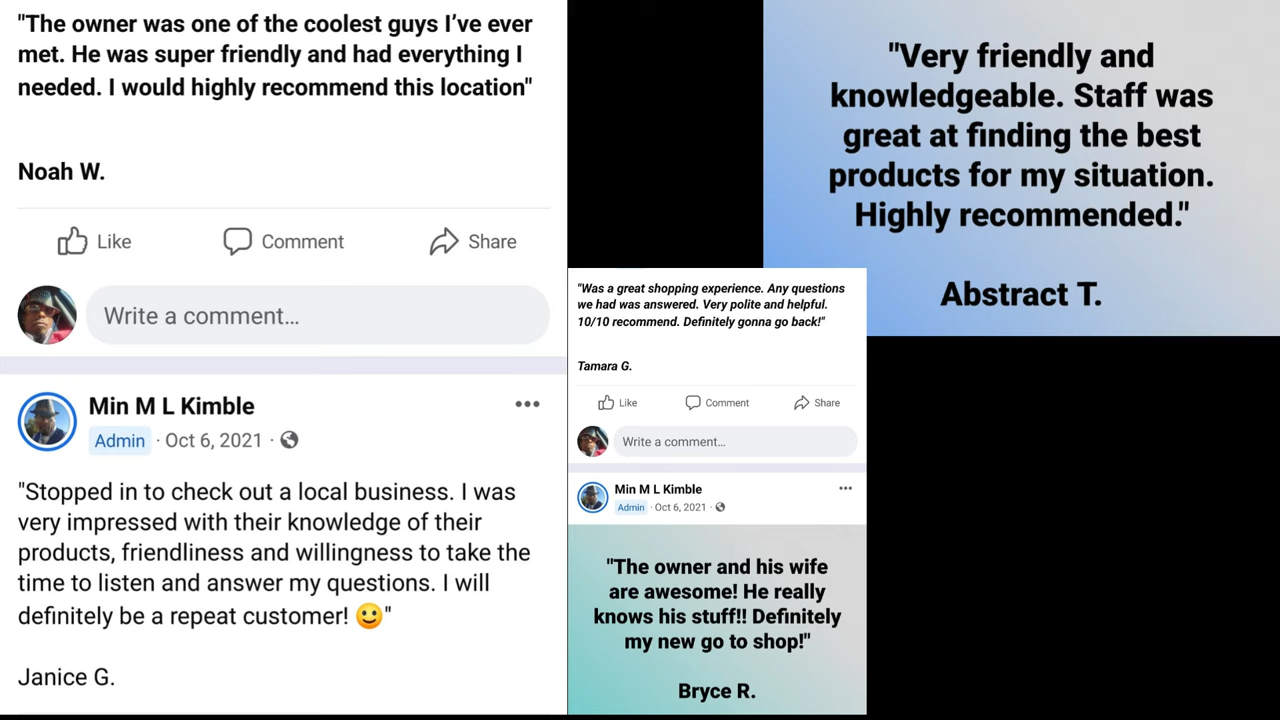 "The owner was one of the coolest guys I’ve ever
met. He was super friendly and had everything I
needed. I would highly recommend this location"
Noah W.
Like Comment Share
Write a comment…
Min M L Kimble
Admin · Oct 6, 2021 ·
"Stopped in to check out a local business. I was
very impressed with their knowledge of their
products, friendliness and willingness to take the
time to listen and answer my questions. I will
definitely be a repeat customer! 🙂"
Janice G.
"Was a great shopping experience. Any questions
we had was answered. Very polite and helpful.
10/10 recommend. Definitely gonna go back!"
Tamara G.
Like Comment Share
Write a comment…
Min M L Kimble
Admin · Oct 6, 2021 ·
"The owner and his wife
are awesome! He really
knows his stuff!! Definitely
my new go to shop!"
Bryce R.
"Very friendly and
knowledgeable. Staff was
great at finding the best
products for my situation.
Highly recommended."
Abstract T.